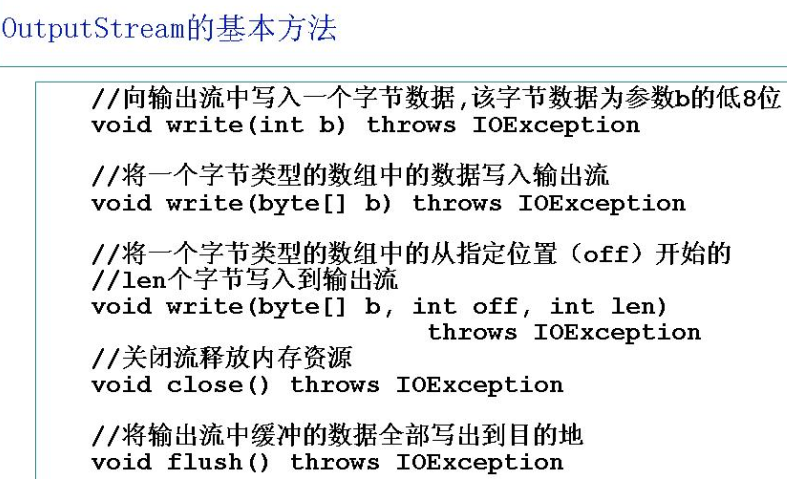 OutputStream的基本方法
//向输出流中写入一个字节数据,该字节数据为参数b的低8位
void write(int b) throws IOException
//将一个字节类型的数组中的数据写入输出流
void write(byte[] b) throws IOException
//将一个字节类型的数组中的从指定位置（off）开始的
//len个字节写入到输出流
void write(byte[] b, int off, int len)
throws IOException
//关闭流释放内存资源
void close() throws IOException
//将输出流中缓冲的数据全部写出到目的地
void flush() throws IOException